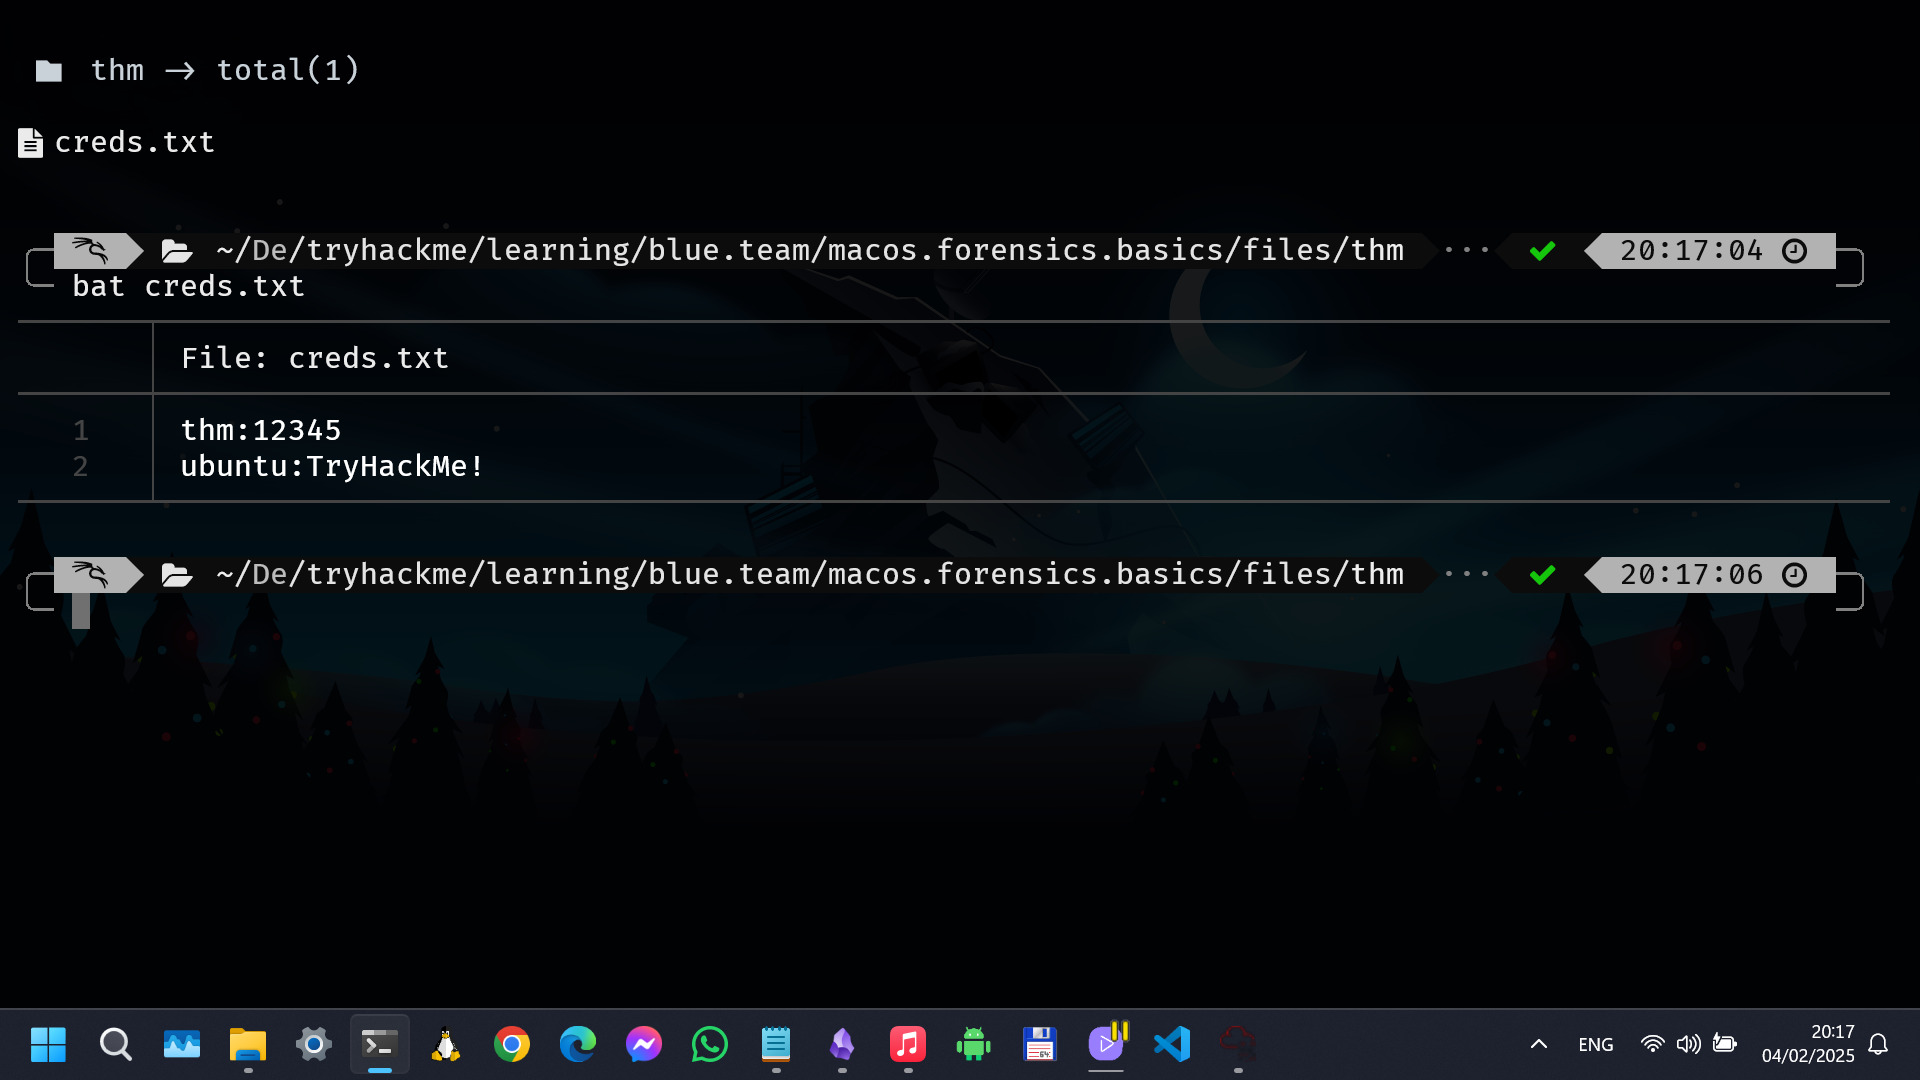 thm → total(1)
creds.txt
~/De/tryhackme/learning/blue.team/macos.forensics.basics/files/thm ··· ✔ 20:17:04
bat creds.txt
File: creds.txt
1 thm:12345
2 ubuntu:TryHackMe!
~/De/tryhackme/learning/blue.team/macos.forensics.basics/files/thm ··· ✔ 20:17:06
ENG
20:17
04/02/2025